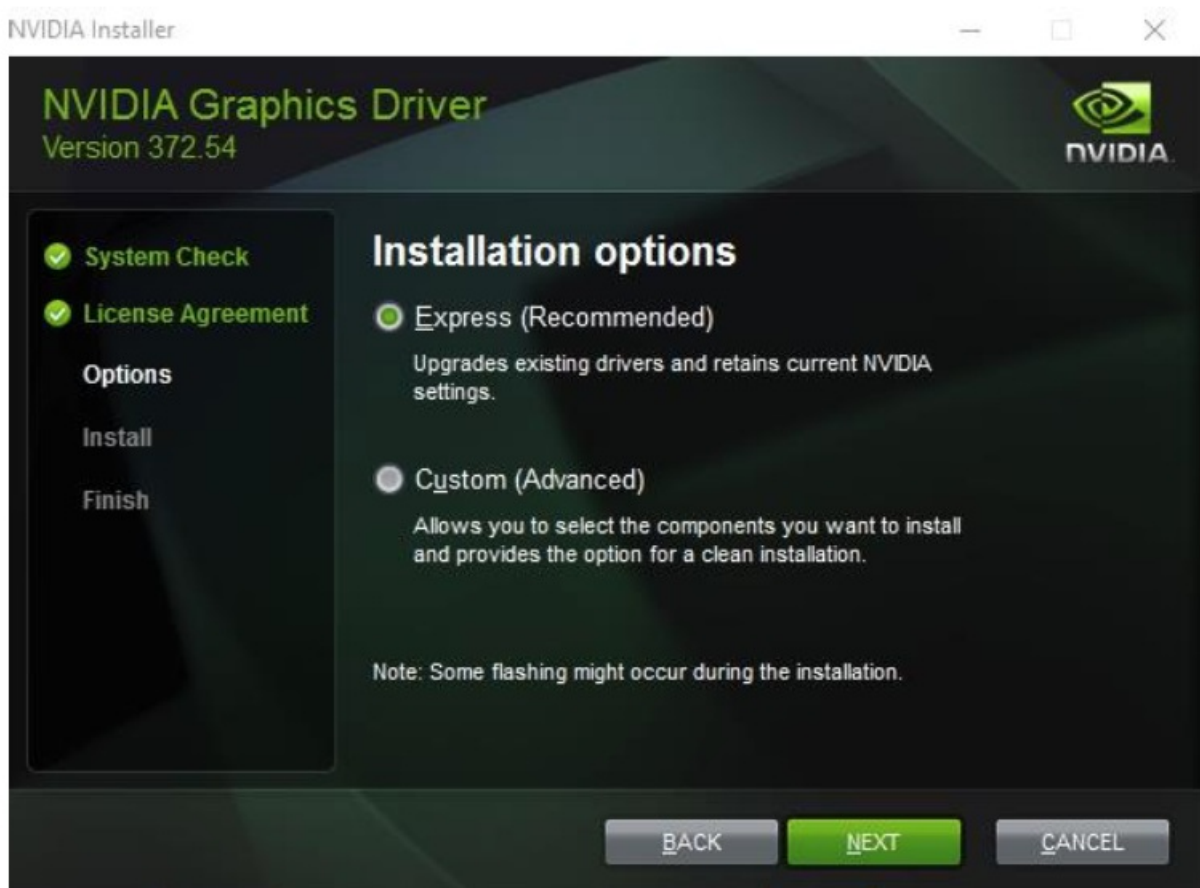 NVIDIA Installer
NVIDIA Graphics Driver
Version 372.54
NVIDIA.
System Check
License Agreement
Options
Install
Finish
Installation options
Express (Recommended)
Upgrades existing drivers and retains current NVIDIA
settings.
Custom (Advanced)
Allows you to select the components you want to install
and provides the option for a clean installation.
Note: Some flashing might occur during the installation.
BACK
NEXT
CANCEL